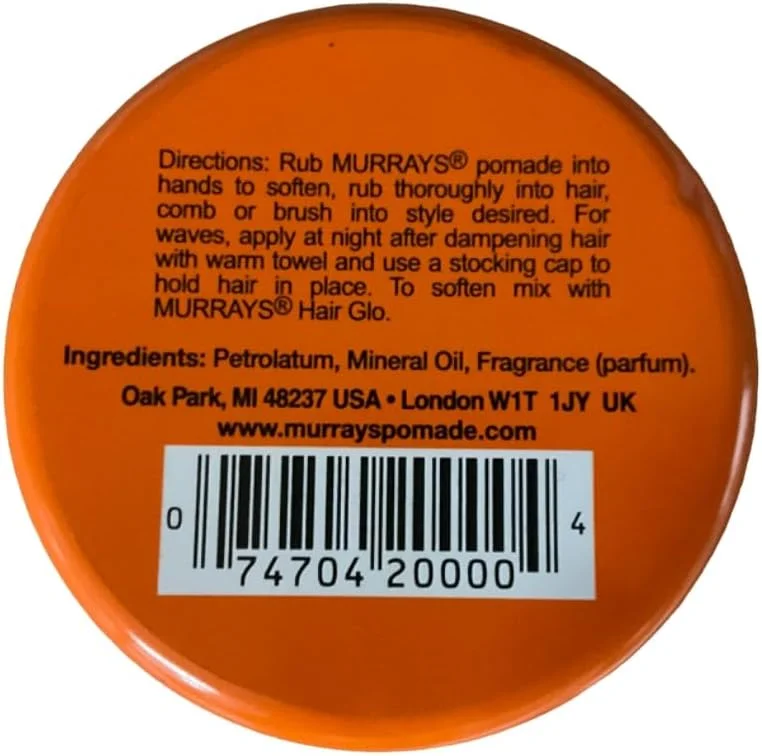 Directions: Rub MURRAYS® pomade into
hands to soften, rub thoroughly into hair,
comb or brush into style desired. For
waves, apply at night after dampening hair
with warm towel and use a stocking cap to
hold hair in place. To soften mix with
MURRAYS® Hair Glo.
Ingredients: Petrolatum, Mineral Oil, Fragrance (parfum).
Oak Park, MI 48237 USA • London W1T 1JY UK
www.murrayspomade.com
0 74704 20000 4